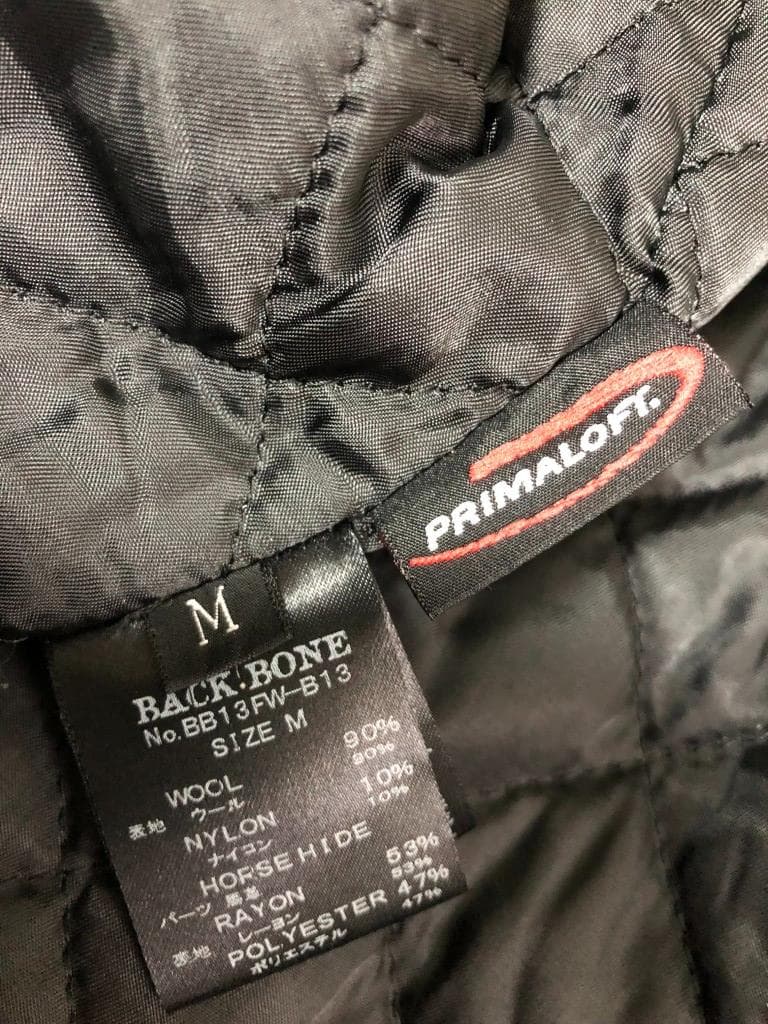 PRIMALOFT.
M
BACK.BONE
No.BB13FW-B13
SIZE M
WOOL 90%
表地 ウール 90%
NYLON 10%
ナイロン 10%
HORSE HIDE
パーツ 馬革
RAYON 53%
レーヨン 53%
POLYESTER 47%
裏地 ポリエステル 47%